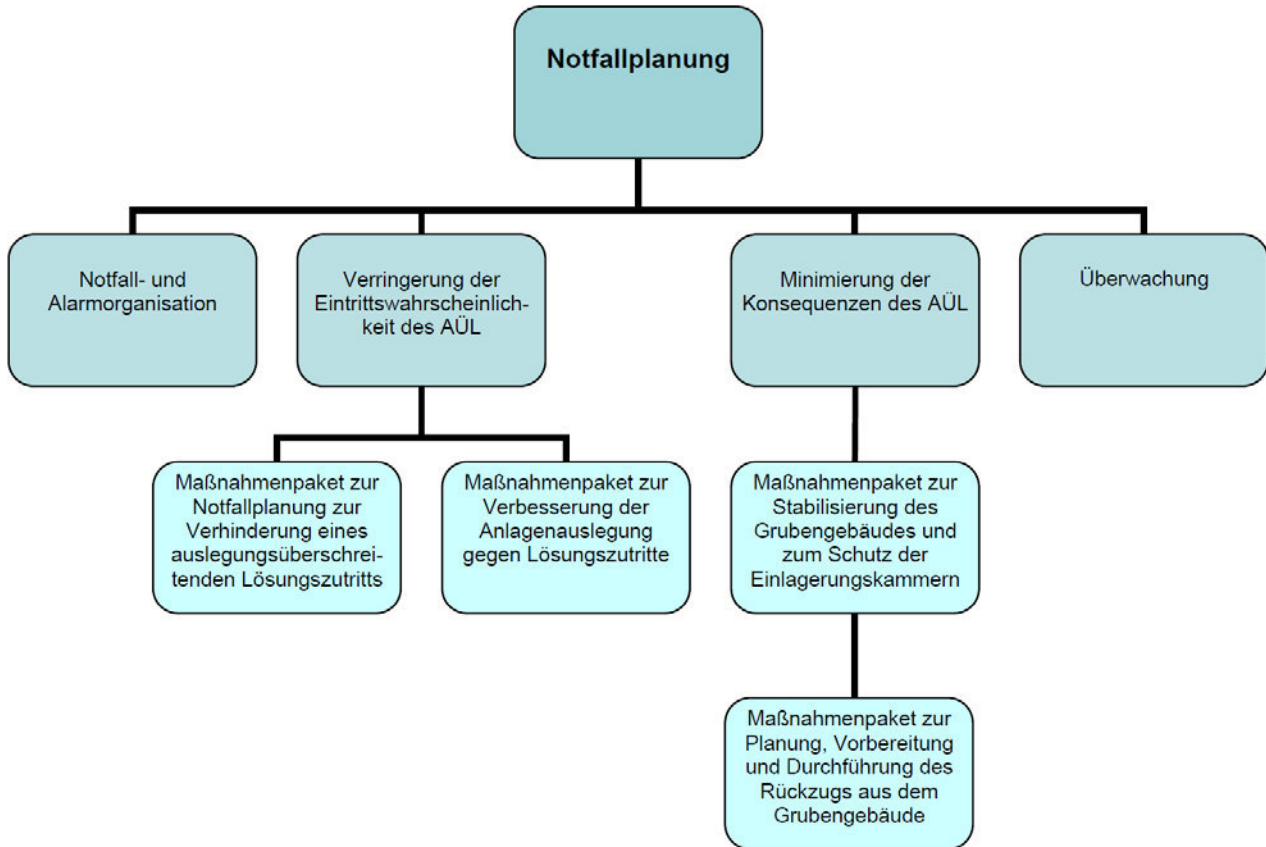 Notfallplanung
Notfall- und
Alarmorganisation
Verringerung der
Eintrittswahrscheinlich-
keit des AÜL
Minimierung der
Konsequenzen des AÜL
Überwachung
Maßnahmenpaket zur
Notfallplanung zur
Verhinderung eines
auslegungsüberschrei-
tenden Lösungszutritts
Maßnahmenpaket zur
Verbesserung der
Anlagenauslegung
gegen Lösungszutritte
Maßnahmenpaket zur
Stabilisierung des
Grubengebäudes und
zum Schutz der
Einlagerungskammern
Maßnahmenpaket zur
Planung, Vorbereitung
und Durchführung des
Rückzugs aus dem
Grubengebäude